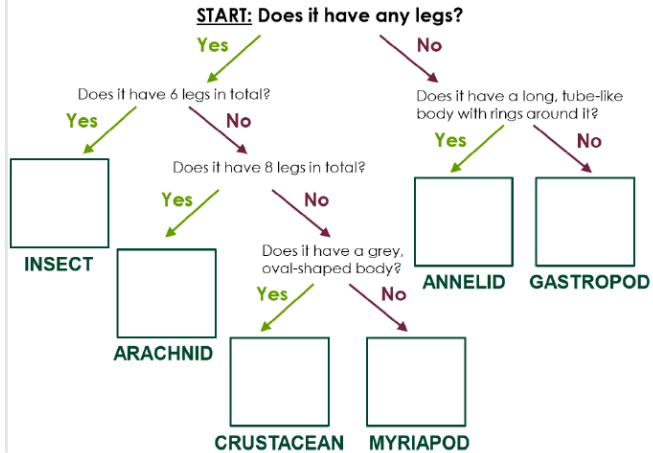 START: Does it have any legs?
Yes
No
Does it have 6 legs in total?
Does it have a long, tube-like
body with rings around it?
Yes
No
Yes
No
Does it have 8 legs in total?
Yes
No
INSECT
Does it have a grey,
oval-shaped body?
ANNELID
GASTROPOD
Yes
No
ARACHNID
CRUSTACEAN
MYRIAPOD